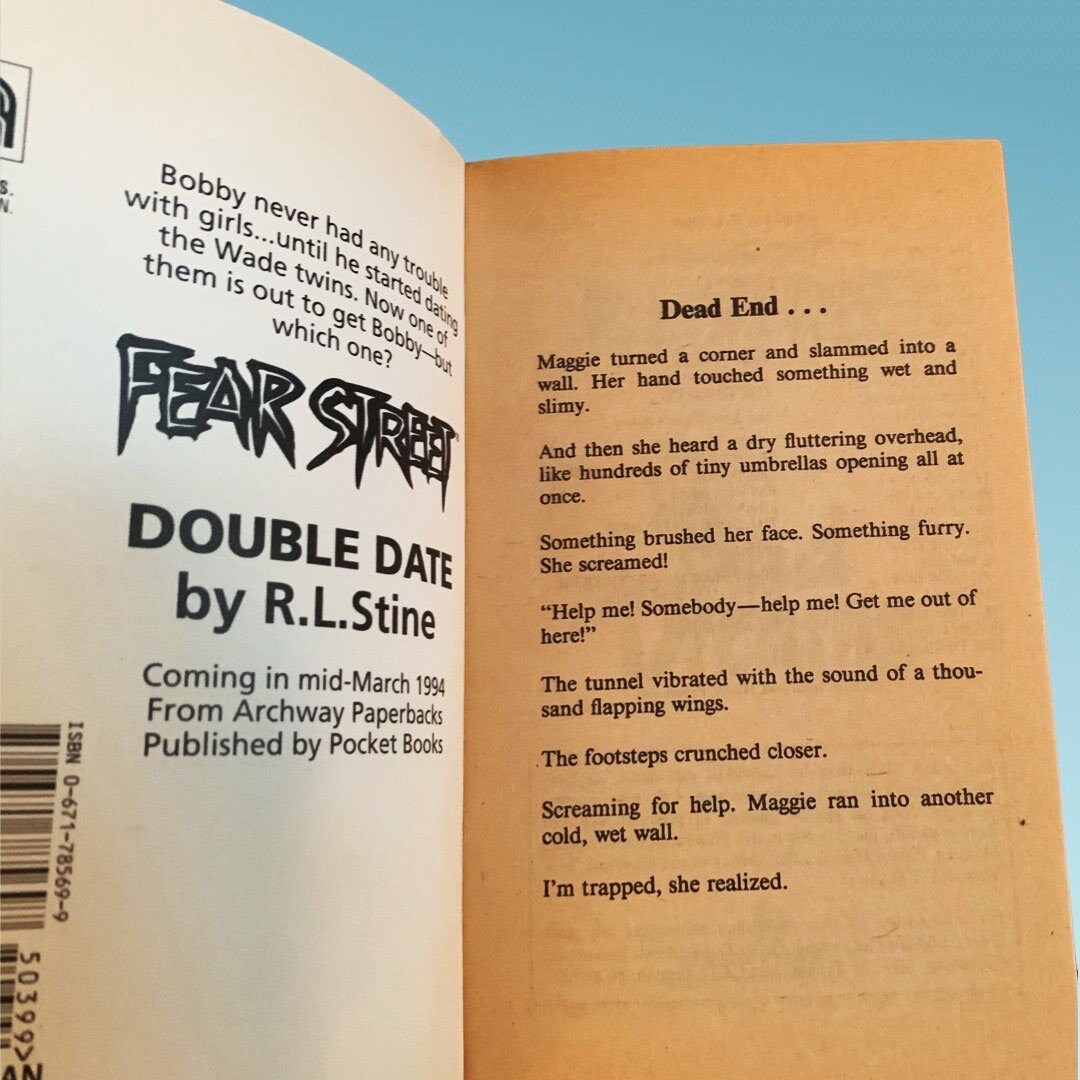 S.
N.
Bobby never had any trouble
with girls...until he started dating
the Wade twins. Now one of
them is out to get Bobby—but
which one?
FEAR STREET®
DOUBLE DATE
by R.L.Stine
Coming in mid-March 1994
From Archway Paperbacks
Published by Pocket Books
ISBN 0-671-78569-9
50399>
Dead End . . .
Maggie turned a corner and slammed into a
wall. Her hand touched something wet and
slimy.
And then she heard a dry fluttering overhead,
like hundreds of tiny umbrellas opening all at
once.
Something brushed her face. Something furry.
She screamed!
“Help me! Somebody—help me! Get me out of
here!”
The tunnel vibrated with the sound of a thou-
sand flapping wings.
The footsteps crunched closer.
Screaming for help. Maggie ran into another
cold, wet wall.
I'm trapped, she realized.